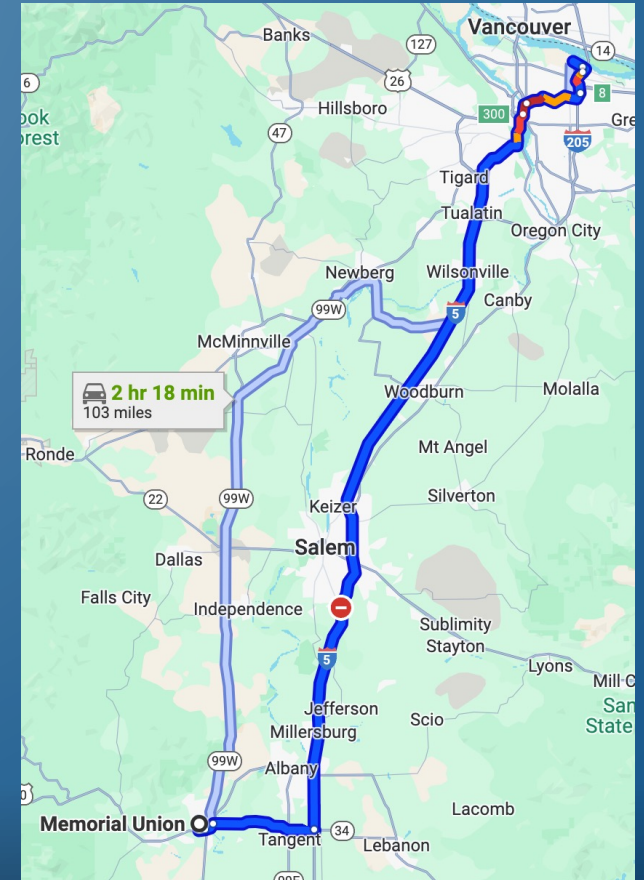 Vancouver
Banks
127
14
26
6
8
Hillsboro
300
ook
orest
Gre
47
205
Tigard
Tualatin
Oregon City
Newberg
Wilsonville
99W
Canby
5
McMinnville
2 hr 18 min
103 miles
Woodburn
Molalla
Ronde
Mt Angel
22
99W
Silverton
Keizer
Salem
Dallas
Falls City
Independence
Sublimity
Stayton
5
Lyons
Mill C
Jefferson
San
State
Scio
Millersburg
99W
Albany
Lacomb
Memorial Union
Tangent
34
Lebanon